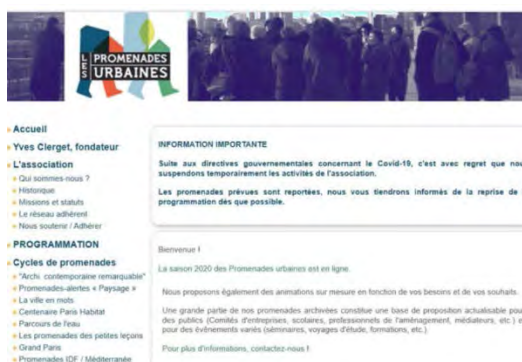 LES
PROMENADES
URBAINES
Accueil
Yves Clerget, fondateur
L'association
Qui sommes-nous ?
Historique
Missions et statuts
Le réseau adhérent
Nous soutenir / Adhérer
PROGRAMMATION
Cycles de promenades
"Archi. contemporaine remarquable"
Promenades-alertes « Paysage »
La ville en mots
Centenaire Paris Habitat
Parcours de l'eau
Les promenades des petites leçons
Grand Paris
Promenades IDF / Méditerranée
INFORMATION IMPORTANTE
Suite aux directives gouvernementales concernant le Covid-19, c'est avec regret que nou
suspendons temporairement les activités de l'association.
Les promenades prévues sont reportées, nous vous tiendrons informés de la reprise de
programmation dès que possible.
Bienvenue !
La saison 2020 des Promenades urbaines est en ligne.
Nous proposons également des animations sur mesure en fonction de vos besoins et de vos souhaits.
Une grande partie de nos promenades archivées constitue une base de proposition actualisable pou
des publics (Comités d'entreprises, scolaires, professionnels de l'aménagement, médiateurs, etc.) e
pour des événements variés (séminaires, voyages d'étude, formations, etc.).
Pour plus d'informations, contactez-nous !